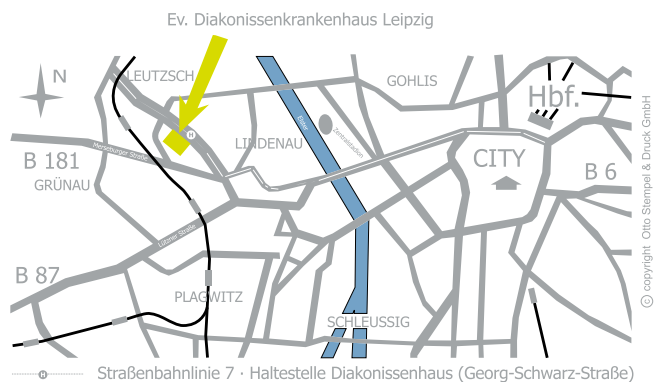 Ev. Diakonissenkrankenhaus Leipzig
N
LEUTZSCH
GOHLIS
Hbf.
H
Elster
Zentralstadion
LINDENAU
Merseburger Straße
B 181
CITY
B 6
GRÜNAU
Lützner Straße
B 87
PLAGWITZ
SCHLEUSSIG
© copyright Otto Stempel & Druck GmbH
H Straßenbahnlinie 7 · Haltestelle Diakonissenhaus (Georg-Schwarz-Straße)